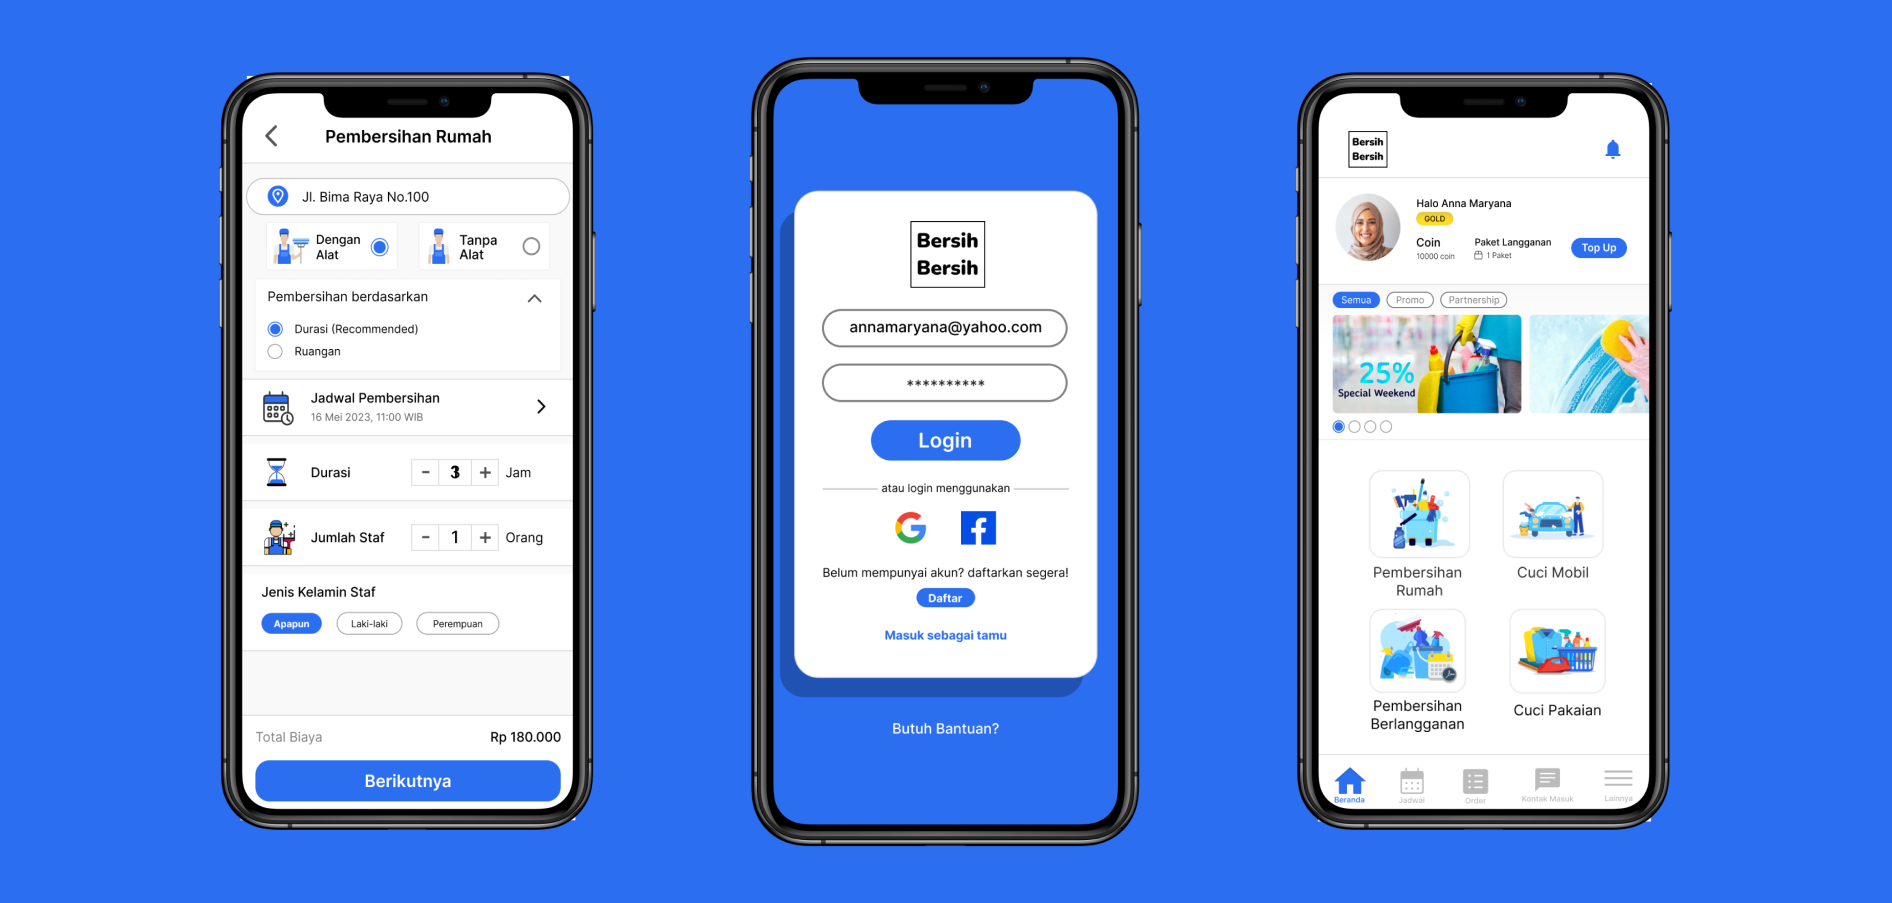 Pembersihan Rumah
Jl. Bima Raya No.100
Dengan
Alat
Tanpa
Alat
Pembersihan berdasarkan
Durasi (Recommended)
Ruangan
Jadwal Pembersihan
16 Mei 2023, 11:00 WIB
Durasi
- 3 + Jam
Jumlah Staf
- 1 + Orang
Jenis Kelamin Staf
Apapun Laki-laki Perempuan
Total Biaya Rp 180.000
Berikutnya
Bersih
Bersih
annamaryana@yahoo.com
**********
Login
atau login menggunakan
Belum mempunyai akun? daftarkan segera!
Daftar
Masuk sebagai tamu
Butuh Bantuan?
Bersih
Bersih
Halo Anna Maryana
GOLD
Coin
10000 coin
Paket Langganan
1 Paket
Top Up
Semua Promo Partnership
25%
Special Weekend
Pembersihan
Rumah
Cuci Mobil
Pembersihan
Berlangganan
Cuci Pakaian
Beranda Jadwal Order Kontak Masuk Lainnya